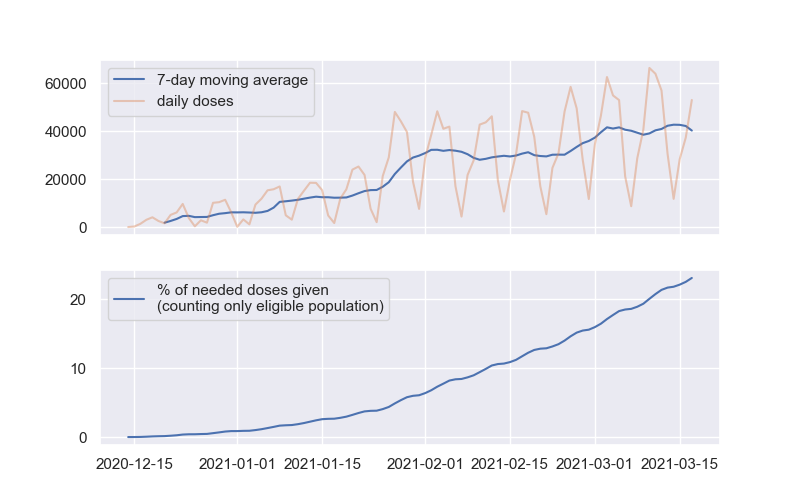 7-day moving average
daily doses
60000
40000
20000
0
% of needed doses given
(counting only eligible population)
20
10
0
2020-12-15 2021-01-01 2021-01-15 2021-02-01 2021-02-15 2021-03-01 2021-03-15